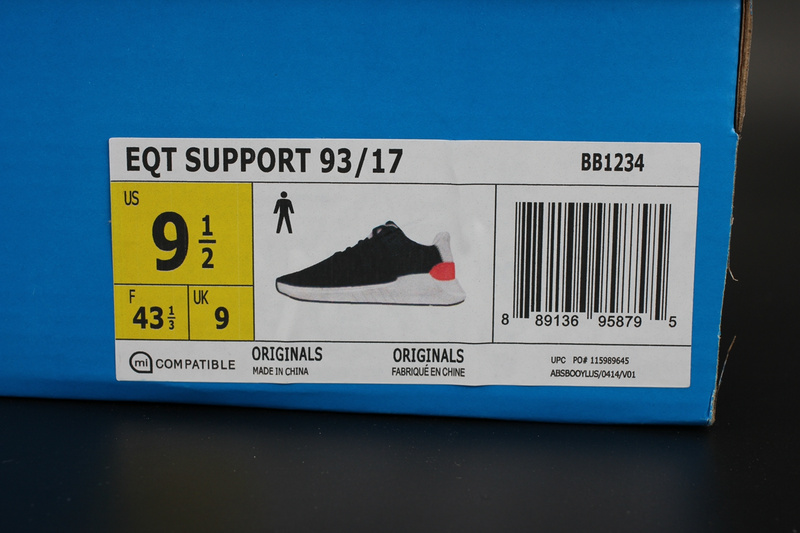 EQT SUPPORT 93/17
BB1234
US
9 1/2
F
43 1/3
UK
9
8 89136 95879 5
mi COMPATIBLE
ORIGINALS
MADE IN CHINA
ORIGINALS
FABRIQUÉ EN CHINE
UPC PO# 115989645
ABSBOOYLUS/0414/V01